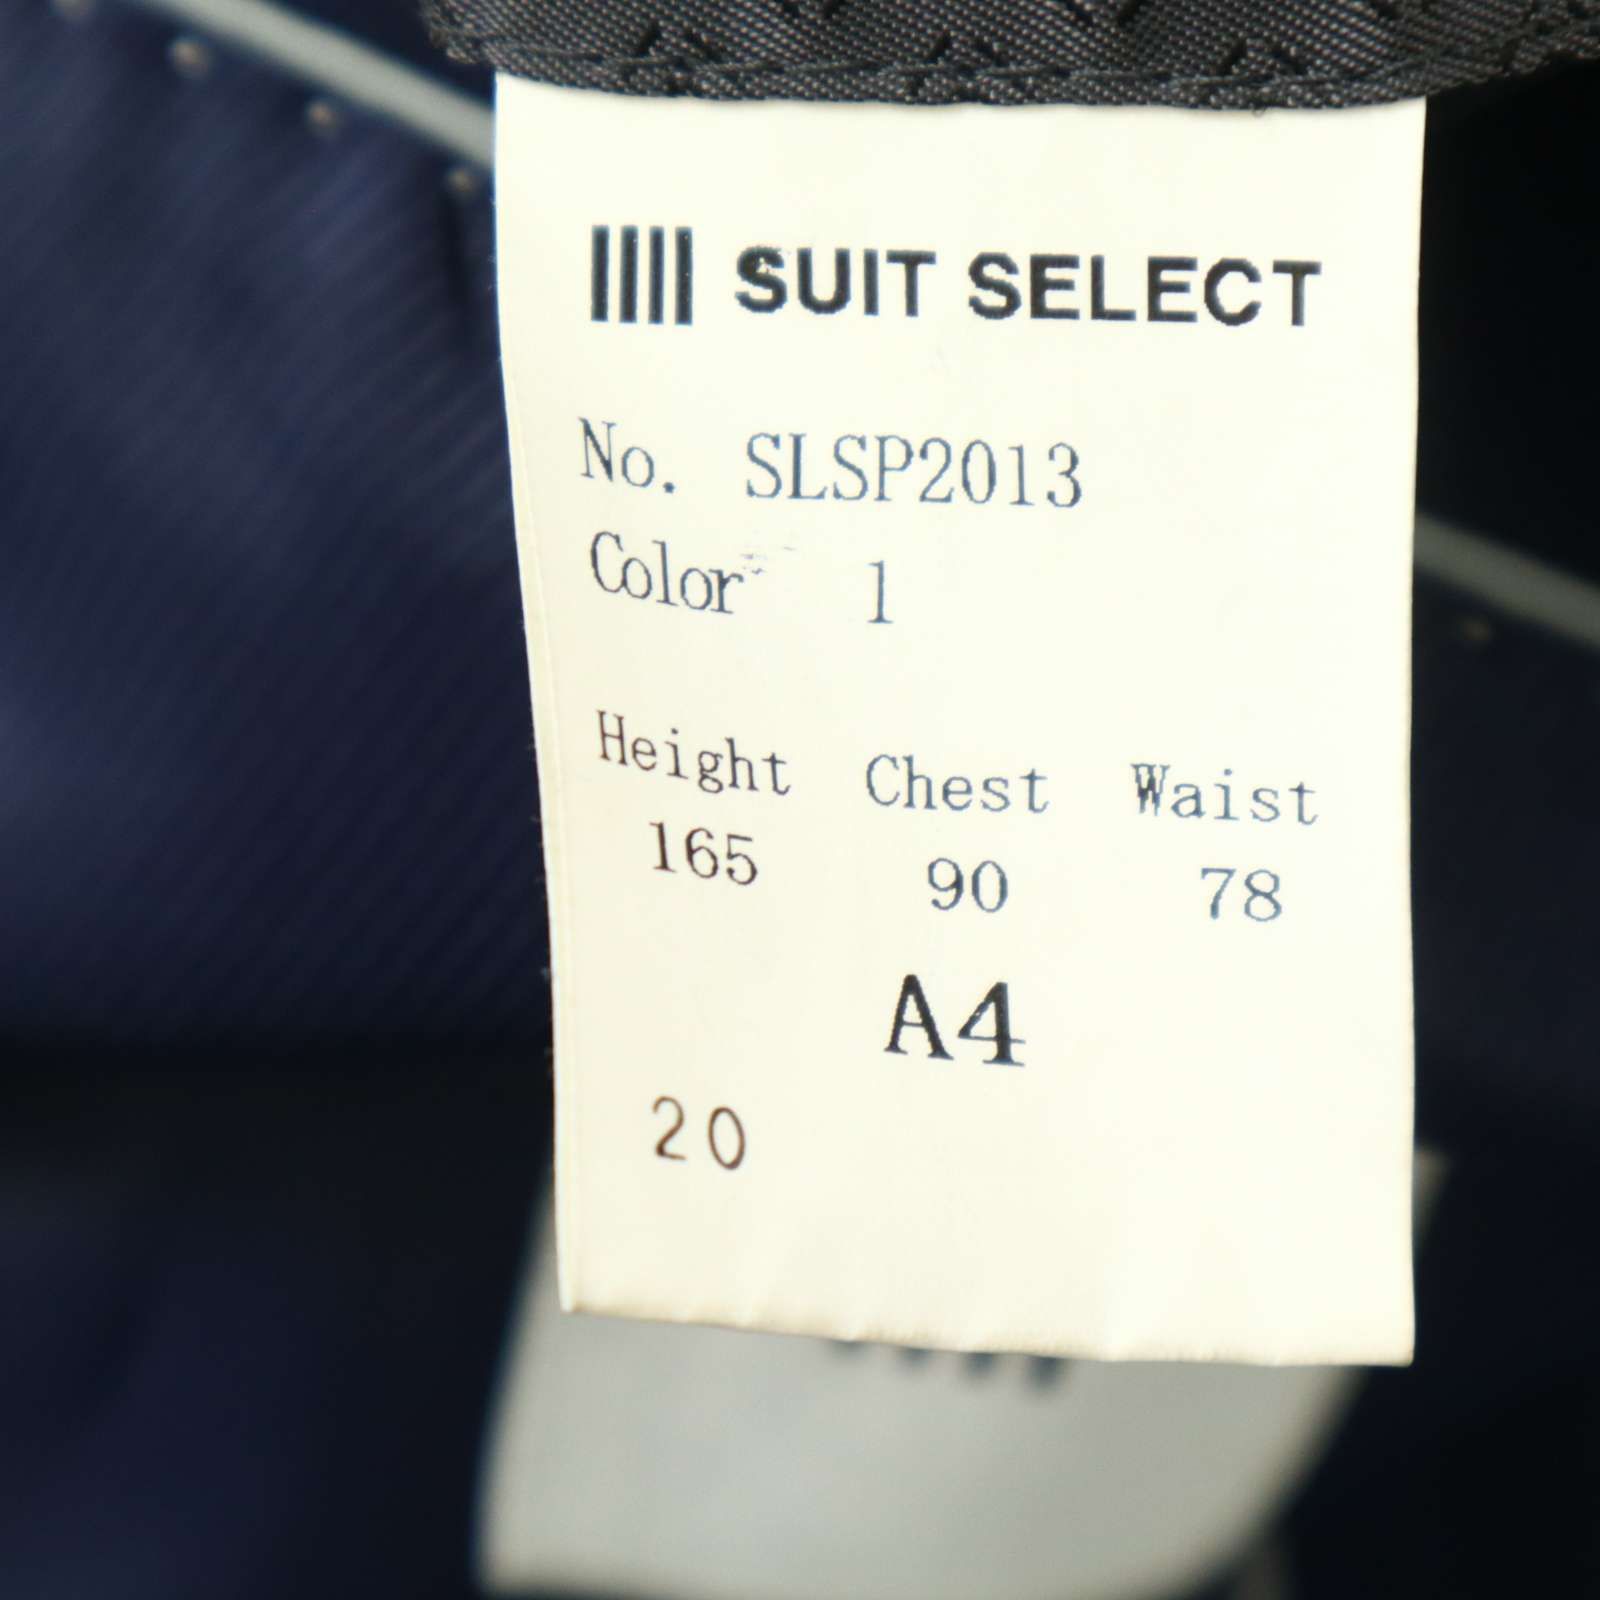 SUIT SELECT
No. SLSP2013
Color 1
Height Chest Waist
165 90 78
A4
20